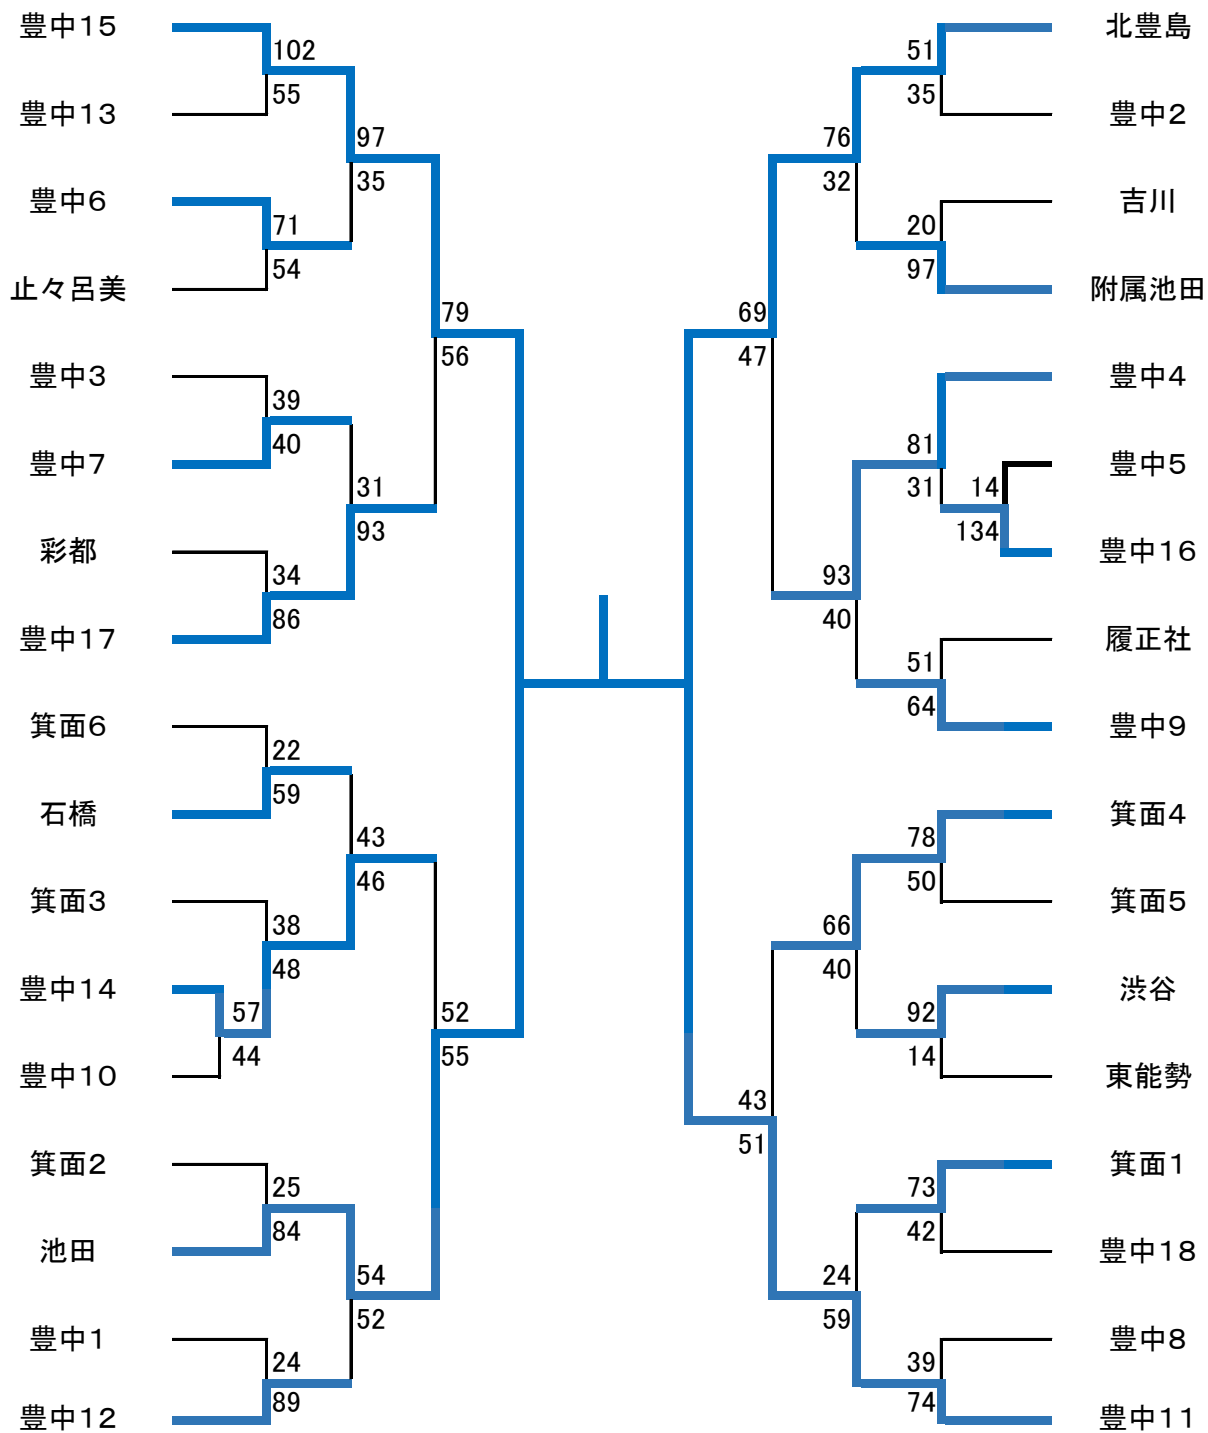 豊中15
102
55
豊中13
97
35
豊中6
71
54
止々呂美
79
56
豊中3
39
40
豊中7
31
93
彩都
34
86
豊中17
箕面6
22
59
石橋
43
46
箕面3
38
48
豊中14
57
44
豊中10
52
55
箕面2
25
84
池田
54
52
豊中1
24
89
豊中12
北豊島
51
35
豊中2
76
32
吉川
20
97
附属池田
69
47
豊中4
81
31
豊中5
14
134
豊中16
93
40
履正社
51
64
豊中9
箕面4
78
50
箕面5
66
40
渋谷
92
14
東能勢
43
51
箕面1
73
42
豊中18
24
59
豊中8
39
74
豊中11